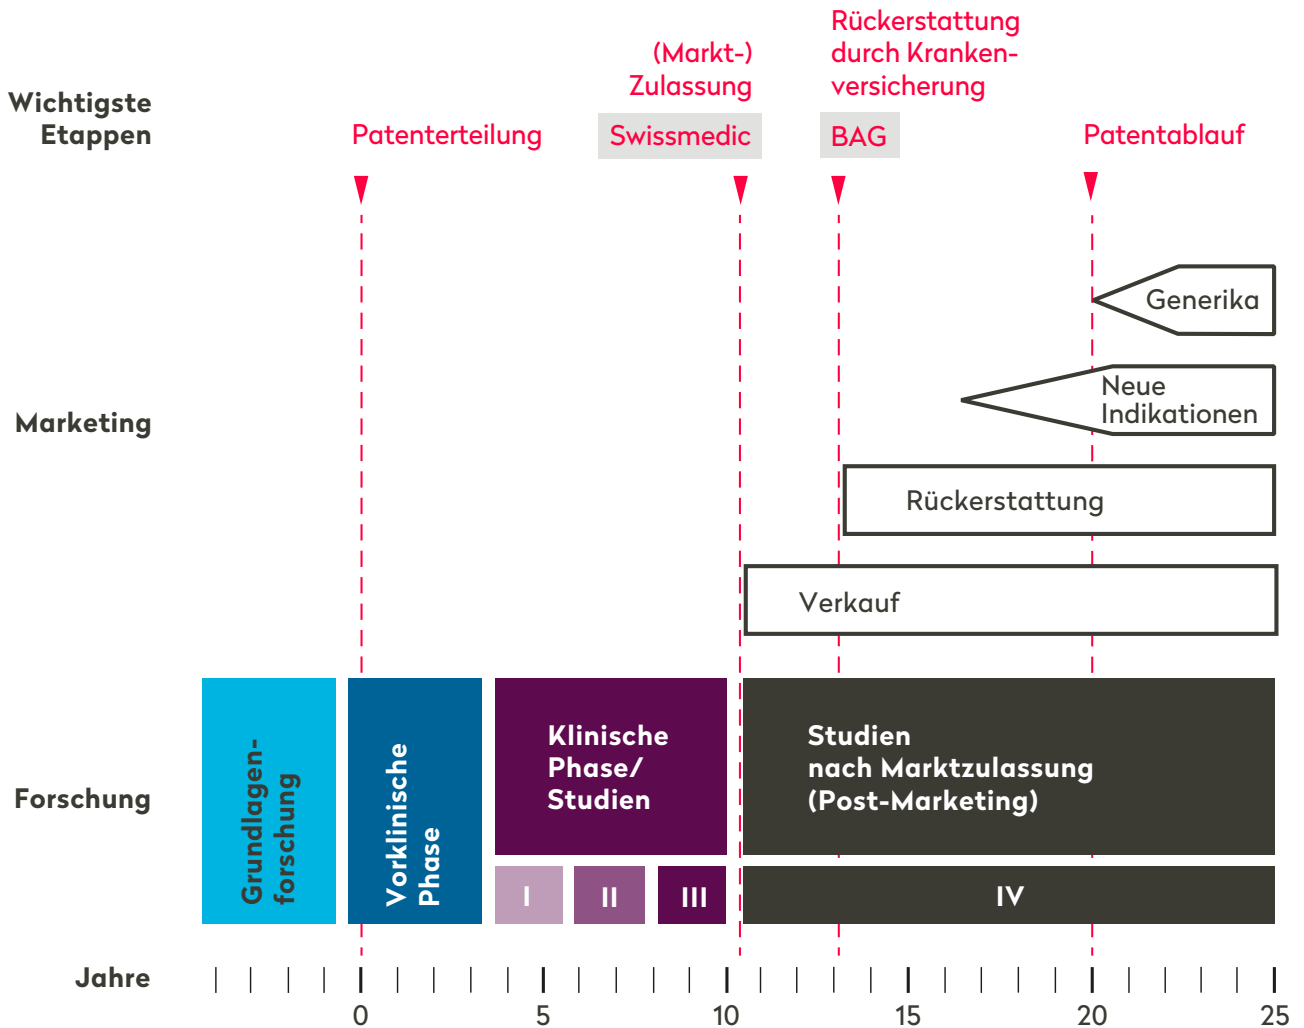 Wichtigste
Etappen
Patenterteilung
(Markt-)
Zulassung
Swissmedic
Rückerstattung
durch Kranken-
versicherung
BAG
Patentablauf
Marketing
Generika
Neue
Indikationen
Rückerstattung
Verkauf
Forschung
Grundlagen-
forschung
Vorklinische
Phase
Klinische
Phase/
Studien
Studien
nach Marktzulassung
(Post-Marketing)
I
II
III
IV
Jahre
0
5
10
15
20
25